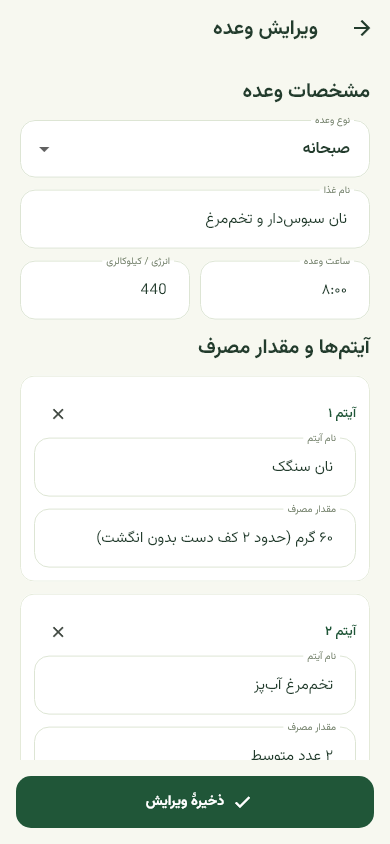 ویرایش وعده
مشخصات وعده
نوع وعده
صبحانه
نام غذا
نان سبوس‌دار و تخم‌مرغ
ساعت وعده
۸:۰۰
انرژی / کیلوکالری
440
آیتم‌ها و مقدار مصرف
آیتم ۱
نام آیتم
نان سنگک
مقدار مصرف
۶۰ گرم (حدود ۲ کف دست بدون انگشت)
آیتم ۲
نام آیتم
تخم‌مرغ آب‌پز
مقدار مصرف
۲ عدد متوسط
ذخیرهٔ ویرایش